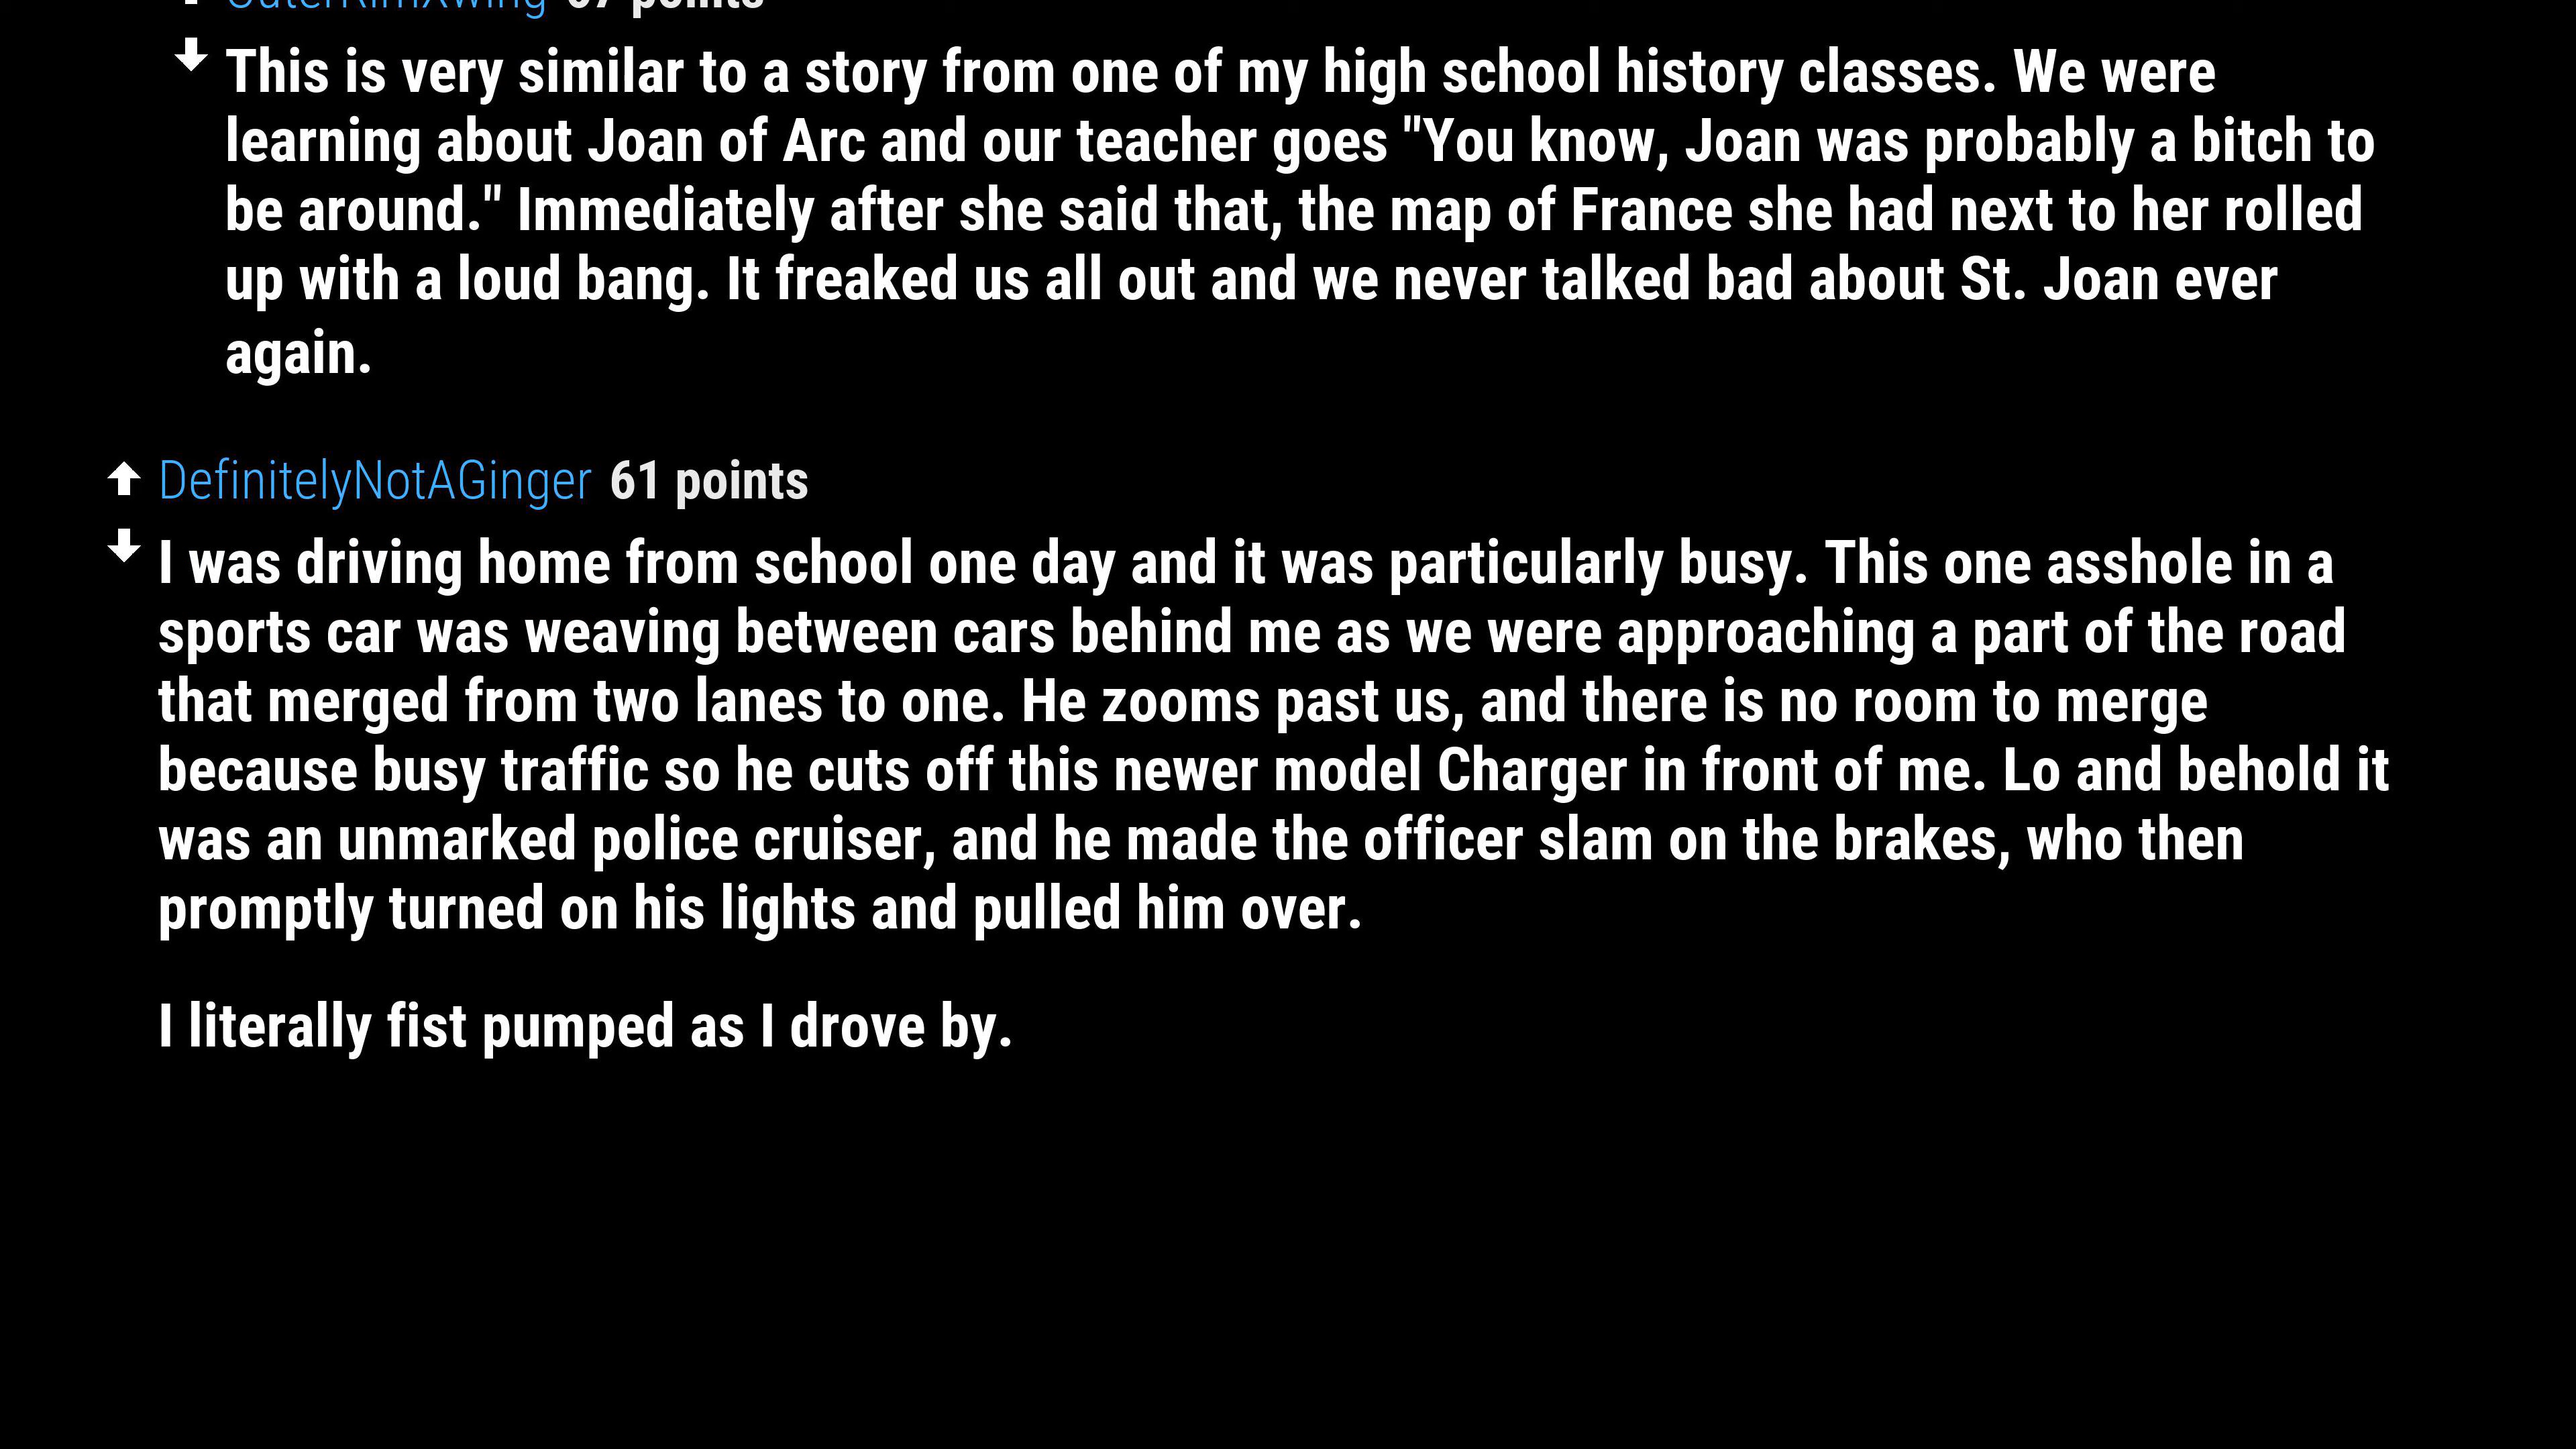 OuterRimXwing 67 points
This is very similar to a story from one of my high school history classes. We were
learning about Joan of Arc and our teacher goes "You know, Joan was probably a bitch to
be around." Immediately after she said that, the map of France she had next to her rolled
up with a loud bang. It freaked us all out and we never talked bad about St. Joan ever
again.
DefinitelyNotAGinger 61 points
I was driving home from school one day and it was particularly busy. This one asshole in a
sports car was weaving between cars behind me as we were approaching a part of the road
that merged from two lanes to one. He zooms past us, and there is no room to merge
because busy traffic so he cuts off this newer model Charger in front of me. Lo and behold it
was an unmarked police cruiser, and he made the officer slam on the brakes, who then
promptly turned on his lights and pulled him over.
I literally fist pumped as I drove by.